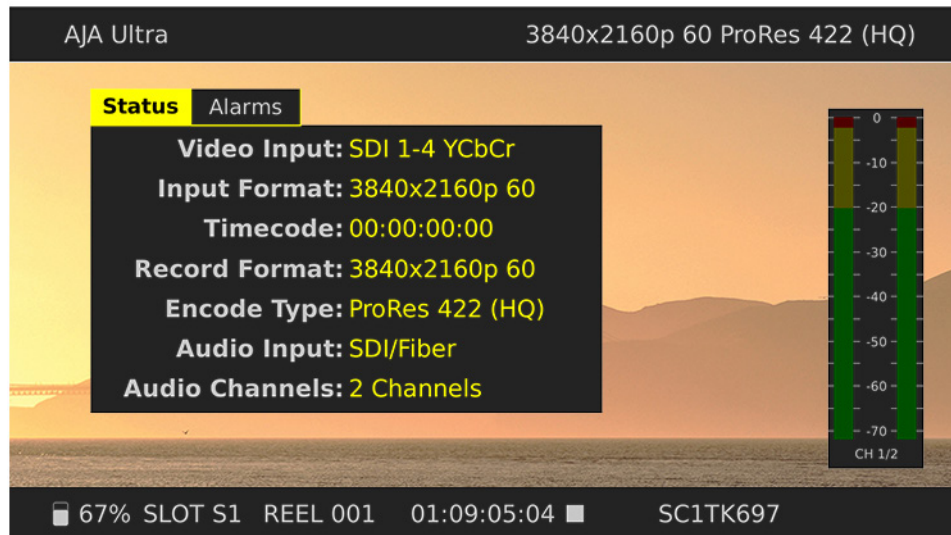 AJA Ultra 3840x2160p 60 ProRes 422 (HQ)
Status Alarms
Video Input: SDI 1-4 YCbCr
Input Format: 3840x2160p 60
Timecode: 00:00:00:00
Record Format: 3840x2160p 60
Encode Type: ProRes 422 (HQ)
Audio Input: SDI/Fiber
Audio Channels: 2 Channels
0
-10
-20
-30
-40
-50
-60
-70
CH 1/2
67% SLOT S1 REEL 001 01:09:05:04 SC1TK697